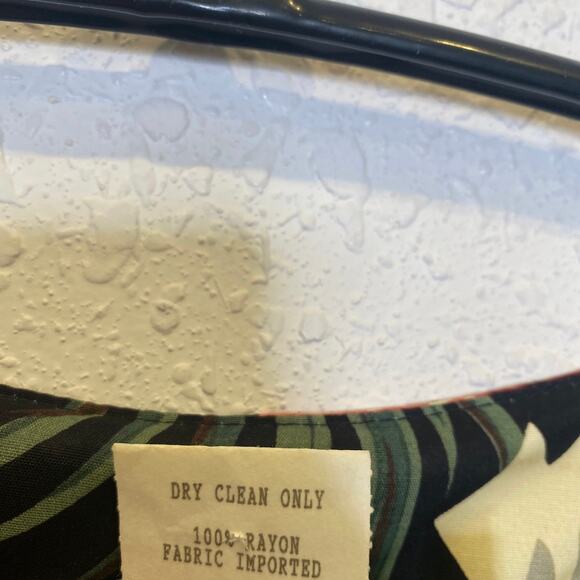 DRY CLEAN ONLY
100% RAYON
FABRIC IMPORTED